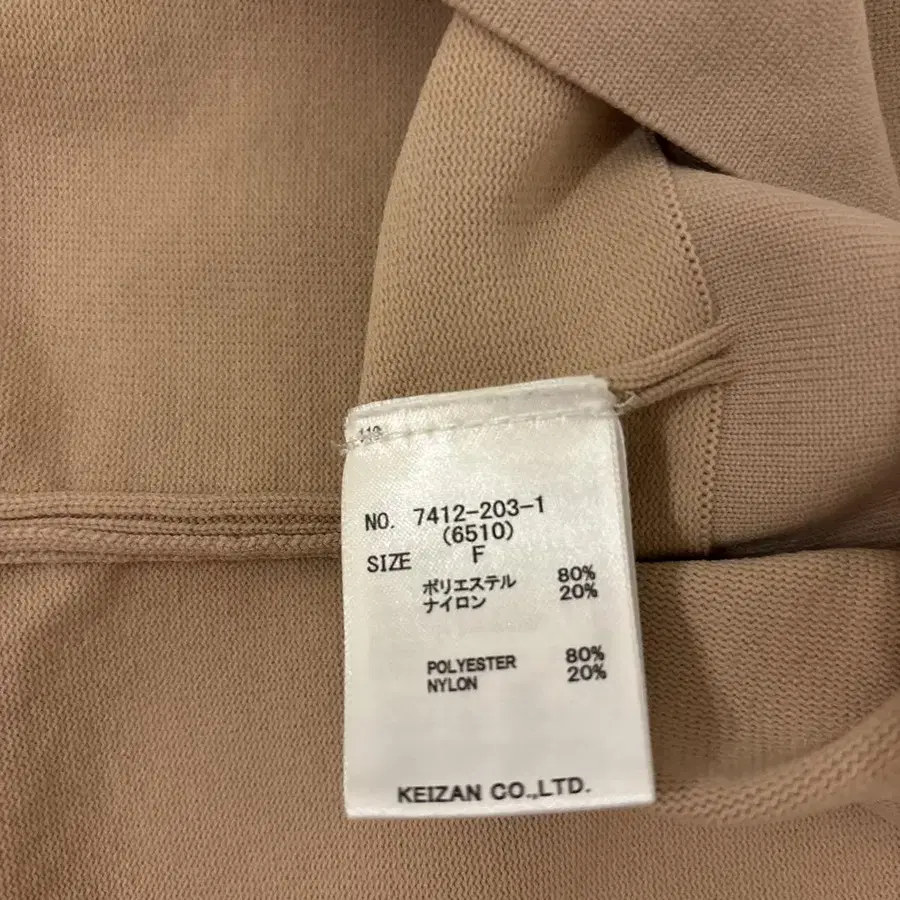 NO. 7412-203-1
(6510)
SIZE F
ポリエステル 80%
ナイロン 20%
POLYESTER 80%
NYLON 20%
KEIZAN CO.,LTD.